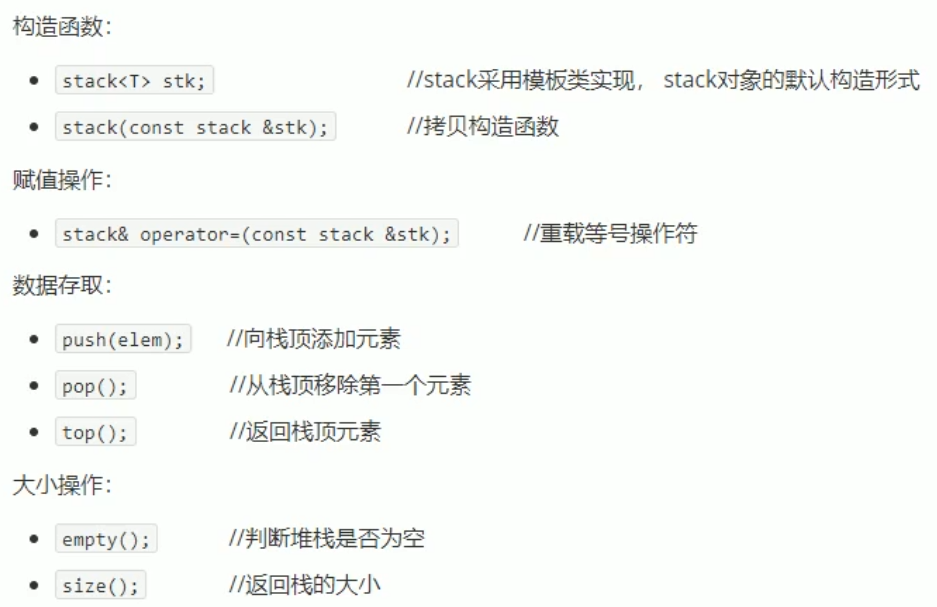 构造函数：
stack<T> stk; //stack采用模板类实现， stack对象的默认构造形式
stack(const stack &stk); //拷贝构造函数
赋值操作：
stack& operator=(const stack &stk); //重载等号操作符
数据存取：
push(elem); //向栈顶添加元素
pop(); //从栈顶移除第一个元素
top(); //返回栈顶元素
大小操作：
empty(); //判断堆栈是否为空
size(); //返回栈的大小